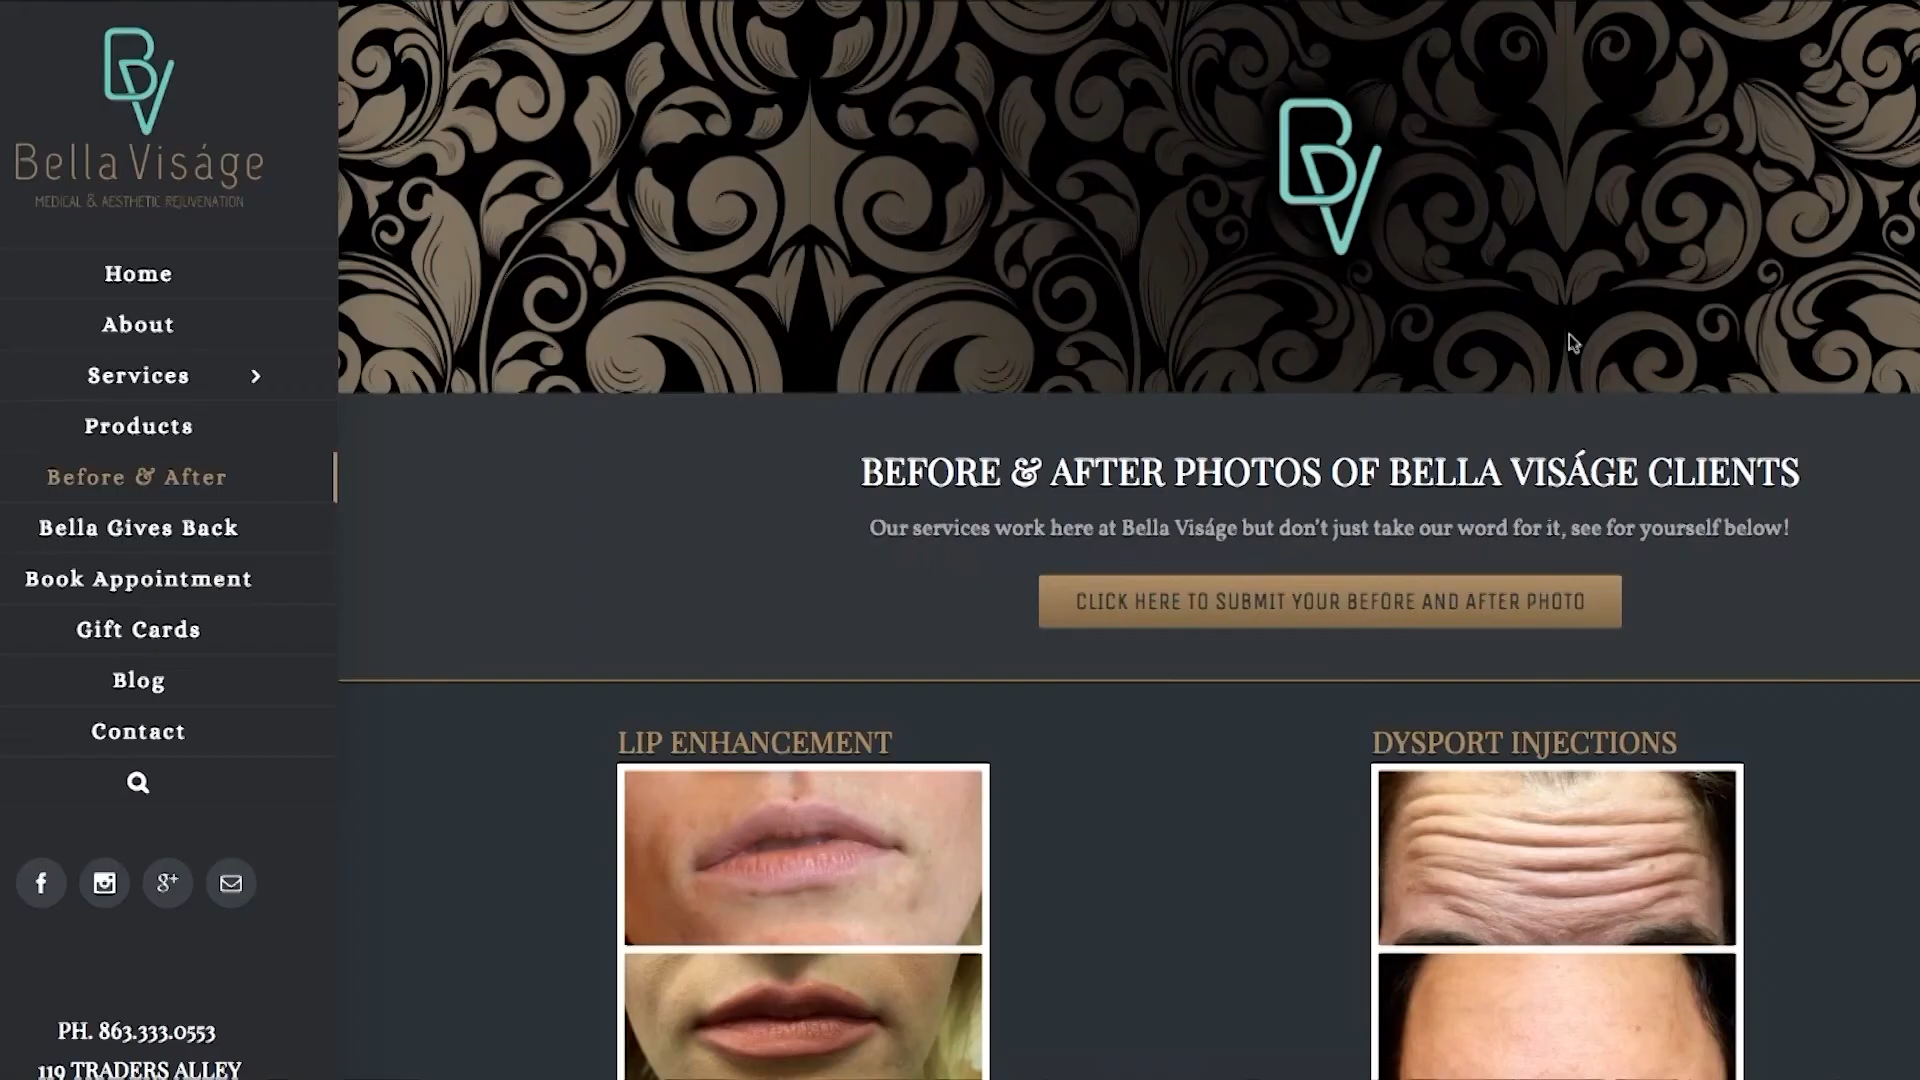 BV
Bella Viságe
MEDICAL & AESTHETIC REJUVENATION
Home
About
Services
Products
Before & After
Bella Gives Back
Book Appointment
Gift Cards
Blog
Contact
f
g+
PH. 863.333.0553
119 TRADERS ALLEY
BV
BEFORE & AFTER PHOTOS OF BELLA VISÁGE CLIENTS
Our services work here at Bella Viságe but don't just take our word for it, see for yourself below!
CLICK HERE TO SUBMIT YOUR BEFORE AND AFTER PHOTO
LIP ENHANCEMENT
DYSPORT INJECTIONS